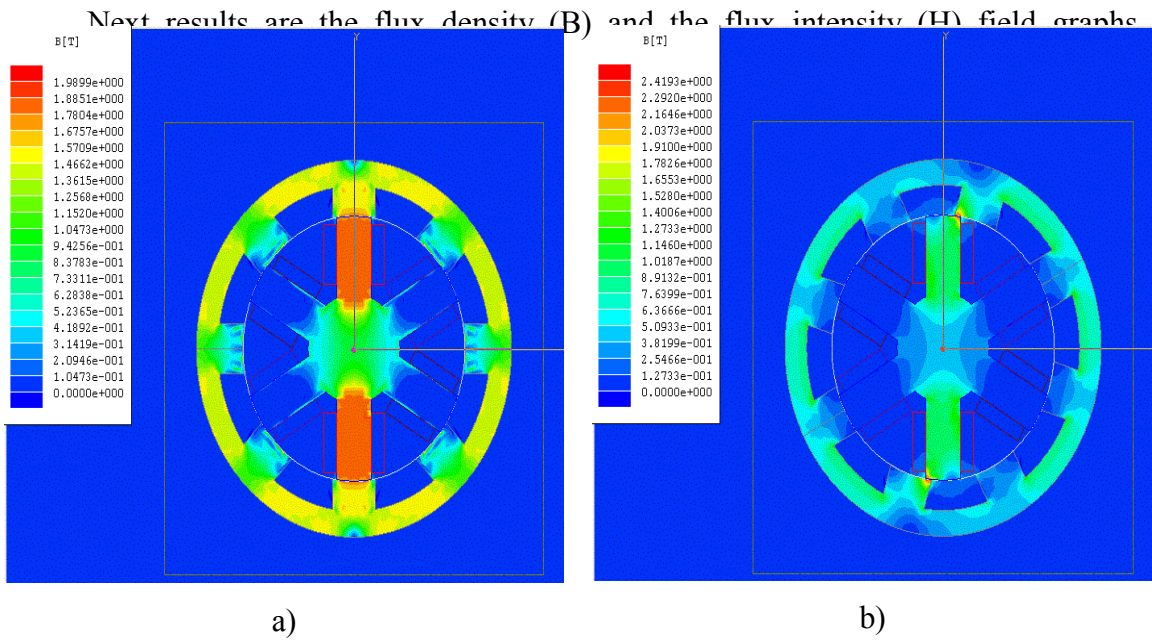 Next results are the flux density (B) and the flux intensity (H) field graphs
B[T]
1.9899e+000
1.8851e+000
1.7804e+000
1.6757e+000
1.5709e+000
1.4662e+000
1.3615e+000
1.2568e+000
1.1520e+000
1.0473e+000
9.4256e-001
8.3783e-001
7.3311e-001
6.2838e-001
5.2365e-001
4.1892e-001
3.1419e-001
2.0946e-001
1.0473e-001
0.0000e+000
Y
a)
B[T]
2.4193e+000
2.2920e+000
2.1646e+000
2.0373e+000
1.9100e+000
1.7826e+000
1.6553e+000
1.5280e+000
1.4006e+000
1.2733e+000
1.1460e+000
1.0187e+000
8.9132e-001
7.6399e-001
6.3666e-001
5.0933e-001
3.8199e-001
2.5466e-001
1.2733e-001
0.0000e+000
Y
b)